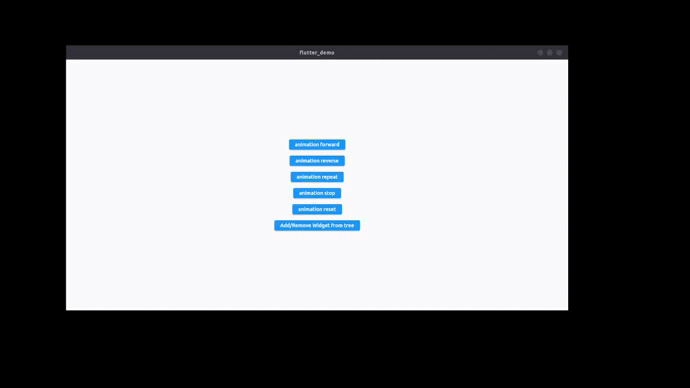 flutter_demo
animation forward
animation reverse
animation repeat
animation stop
animation reset
Add/Remove Widget from tree